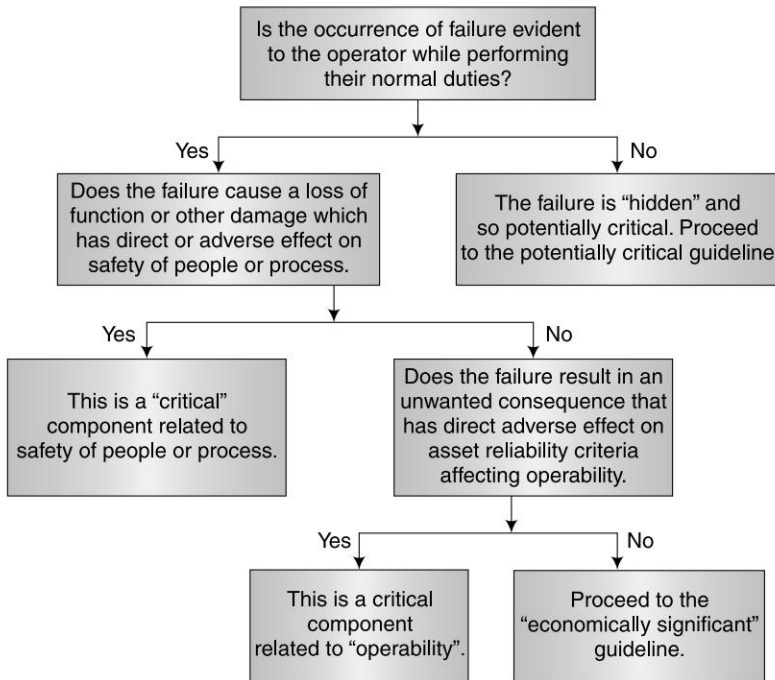 Is the occurrence of failure evident
to the operator while performing
their normal duties?
Yes
No
Does the failure cause a loss of
function or other damage which
has direct or adverse effect on
safety of people or process.
The failure is “hidden” and
so potentially critical. Proceed
to the potentially critical guideline
Yes
No
This is a “critical”
component related to
safety of people or process.
Does the failure result in an
unwanted consequence that
has direct adverse effect on
asset reliability criteria
affecting operability.
Yes
No
This is a critical
component
related to “operability”.
Proceed to the
“economically significant”
guideline.